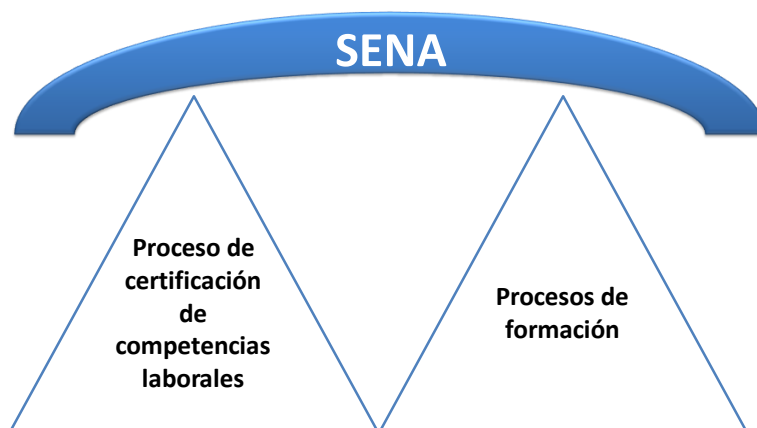 SENA
Proceso de
certificación
de
competencias
laborales
Procesos de
formación